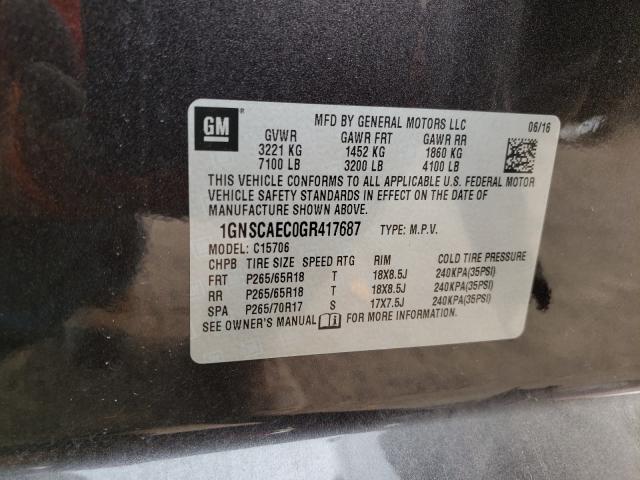 GM
®
MFD BY GENERAL MOTORS LLC 06/16
GVWR GAWR FRT GAWR RR
3221 KG 1452 KG 1860 KG
7100 LB 3200 LB 4100 LB
THIS VEHICLE CONFORMS TO ALL APPLICABLE U.S. FEDERAL MOTOR
VEHICLE SAFETY STANDARDS IN EFFECT ON THE DATE OF
MANUFACTURE SHOWN ABOVE.
1GNSCAEC0GR417687 TYPE: M.P.V.
MODEL: C15706
CHPB TIRE SIZE SPEED RTG RIM COLD TIRE PRESSURE
FRT P265/65R18 T 18X8.5J 240KPA(35PSI)
RR P265/65R18 T 18X8.5J 240KPA(35PSI)
SPA P265/70R17 S 17X7.5J 240KPA(35PSI)
SEE OWNER'S MANUAL FOR MORE INFORMATION.